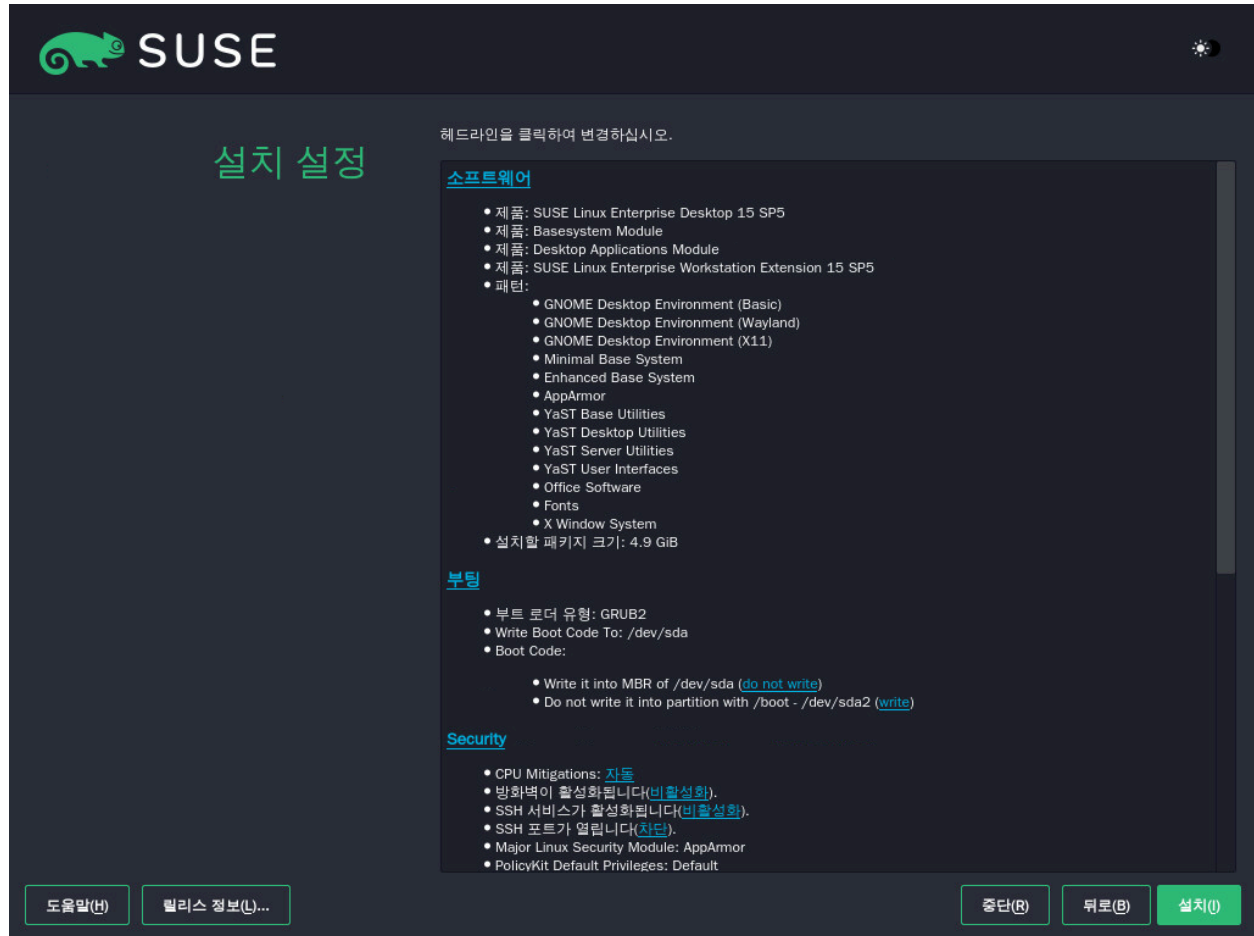 SUSE
설치 설정
헤드라인을 클릭하여 변경하십시오.
소프트웨어
제품: SUSE Linux Enterprise Desktop 15 SP5
제품: Basesystem Module
제품: Desktop Applications Module
제품: SUSE Linux Enterprise Workstation Extension 15 SP5
패턴:
GNOME Desktop Environment (Basic)
GNOME Desktop Environment (Wayland)
GNOME Desktop Environment (X11)
Minimal Base System
Enhanced Base System
AppArmor
YaST Base Utilities
YaST Desktop Utilities
YaST Server Utilities
YaST User Interfaces
Office Software
Fonts
X Window System
설치할 패키지 크기: 4.9 GiB
부팅
부트 로더 유형: GRUB2
Write Boot Code To: /dev/sda
Boot Code:
Write it into MBR of /dev/sda (do not write)
Do not write it into partition with /boot - /dev/sda2 (write)
Security
CPU Mitigations: 자동
방화벽이 활성화됩니다(비활성화).
SSH 서비스가 활성화됩니다(비활성화).
SSH 포트가 열립니다(차단).
Major Linux Security Module: AppArmor
PolicyKit Default Privileges: Default
도움말(H)
릴리스 정보(L)...
중단(R)
뒤로(B)
설치(I)